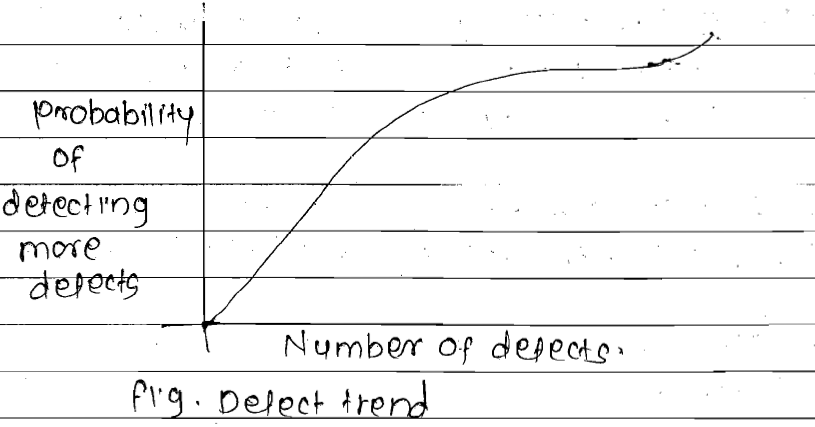 probability
of
detecting
more
defects
Number of defects.
fig. Defect trend